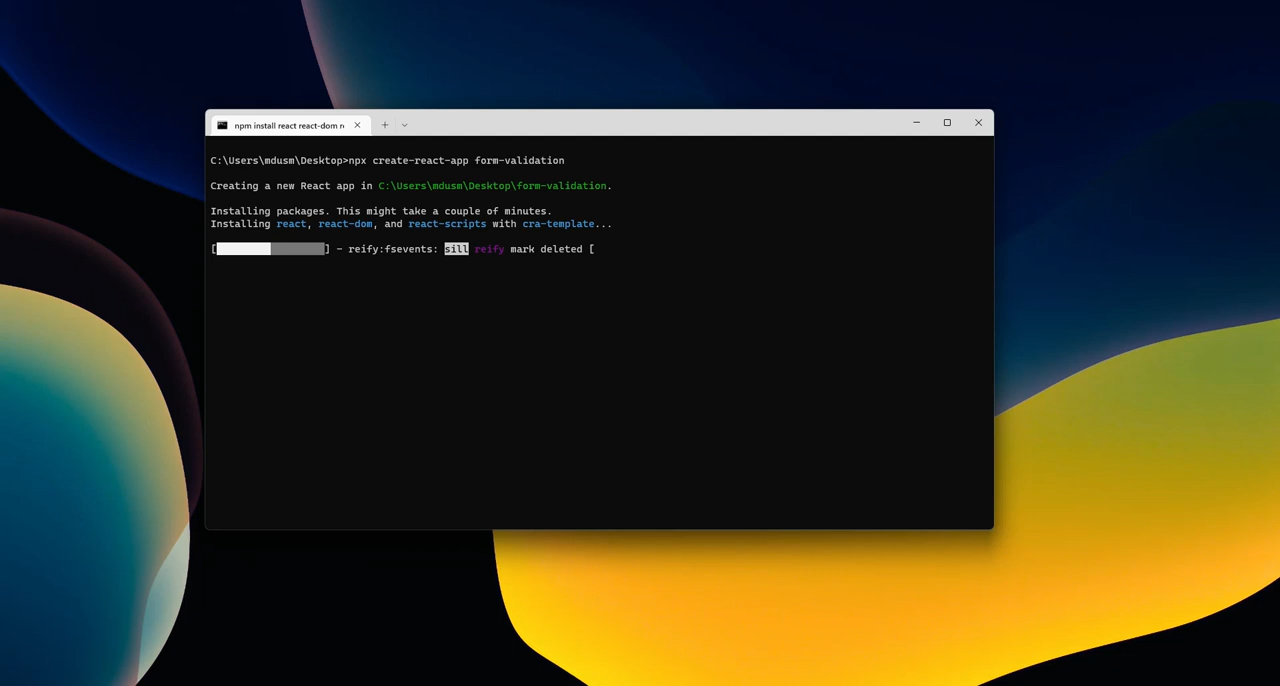 npm install react react-dom r
C:\Users\mdusm\Desktop>npx create-react-app form-validation
Creating a new React app in C:\Users\mdusm\Desktop\form-validation.
Installing packages. This might take a couple of minutes.
Installing react, react-dom, and react-scripts with cra-template...
[ ] - reify:fsevents: sill reify mark deleted [